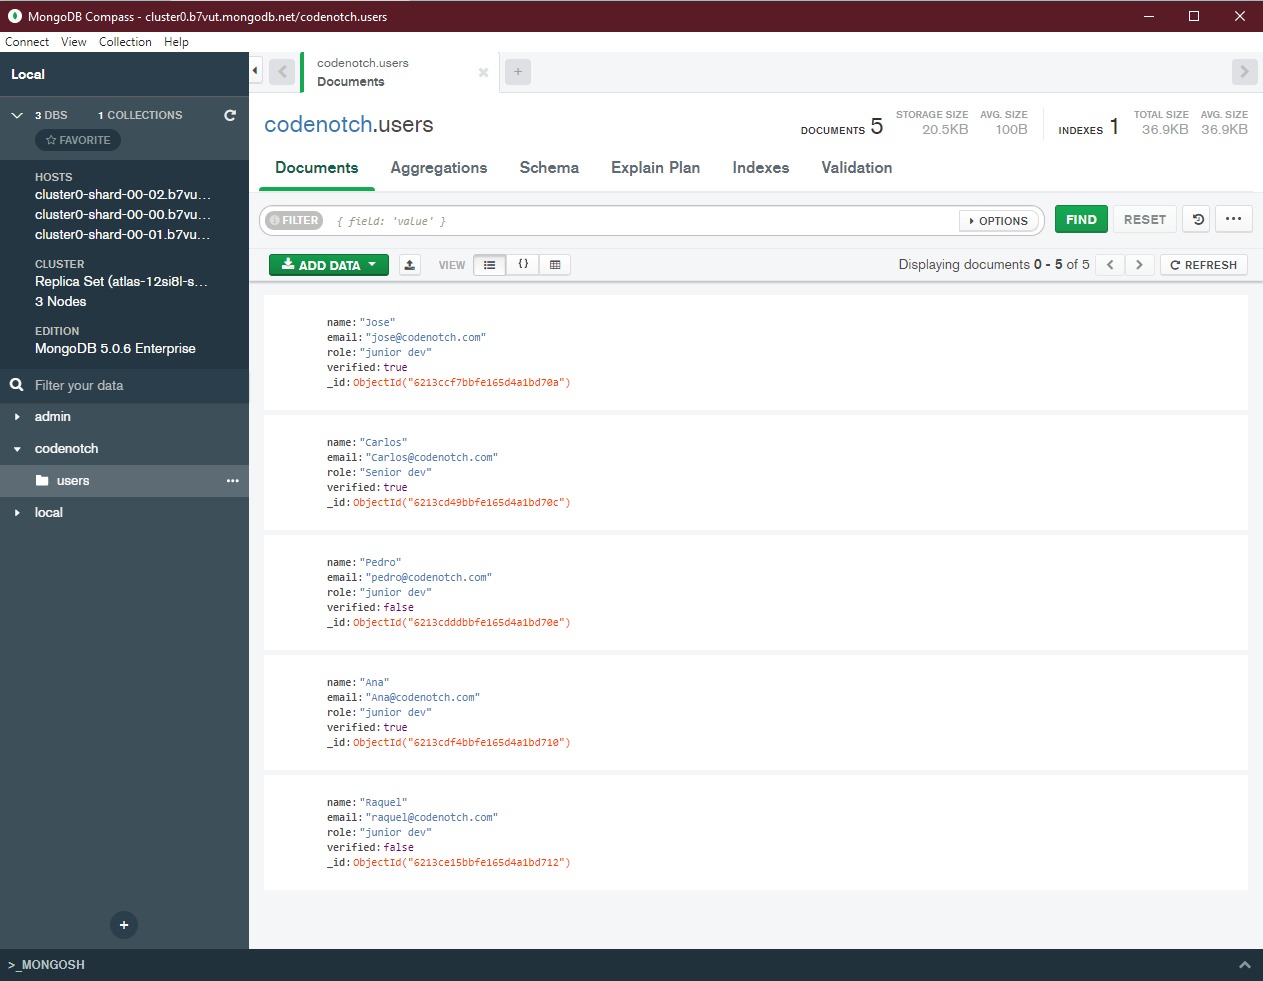 MongoDB Compass - cluster0.b7vut.mongodb.net/codenotch.users
Connect View Collection Help
Local
3 DBS 1 COLLECTIONS
FAVORITE
HOSTS
cluster0-shard-00-02.b7vu...
cluster0-shard-00-00.b7vu...
cluster0-shard-00-01.b7vu...
CLUSTER
Replica Set (atlas-12si8l-s...
3 Nodes
EDITION
MongoDB 5.0.6 Enterprise
Filter your data
admin
codenotch
users
local
codenotch.users
Documents
codenotch.users
DOCUMENTS 5
STORAGE SIZE
20.5KB
AVG. SIZE
100B
INDEXES 1
TOTAL SIZE
36.9KB
AVG. SIZE
36.9KB
Documents Aggregations Schema Explain Plan Indexes Validation
FILTER { field: 'value' } OPTIONS FIND RESET
ADD DATA VIEW { } Displaying documents 0 - 5 of 5 REFRESH
name: "Jose"
email: "jose@codenotch.com"
role: "junior dev"
verified: true
_id: ObjectId("6213ccf7bbfe165d4a1bd70a")
name: "Carlos"
email: "Carlos@codenotch.com"
role: "Senior dev"
verified: true
_id: ObjectId("6213cd49bbfe165d4a1bd70c")
name: "Pedro"
email: "pedro@codenotch.com"
role: "junior dev"
verified: false
_id: ObjectId("6213cdddbbfe165d4a1bd70e")
name: "Ana"
email: "Ana@codenotch.com"
role: "junior dev"
verified: true
_id: ObjectId("6213cdf4bbfe165d4a1bd710")
name: "Raquel"
email: "raquel@codenotch.com"
role: "junior dev"
verified: false
_id: ObjectId("6213ce15bbfe165d4a1bd712")
>_MONGOSH